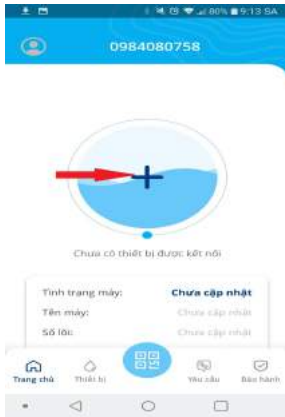 80% 9:13 SA
0984080758
Chưa có thiết bị được kết nối
Tình trạng máy: Chưa cập nhật
Tên máy: Chưa cập nhật
Số lõi: Chưa cập nhật
Trang chủ Thiết bị Yêu cầu Bảo hành